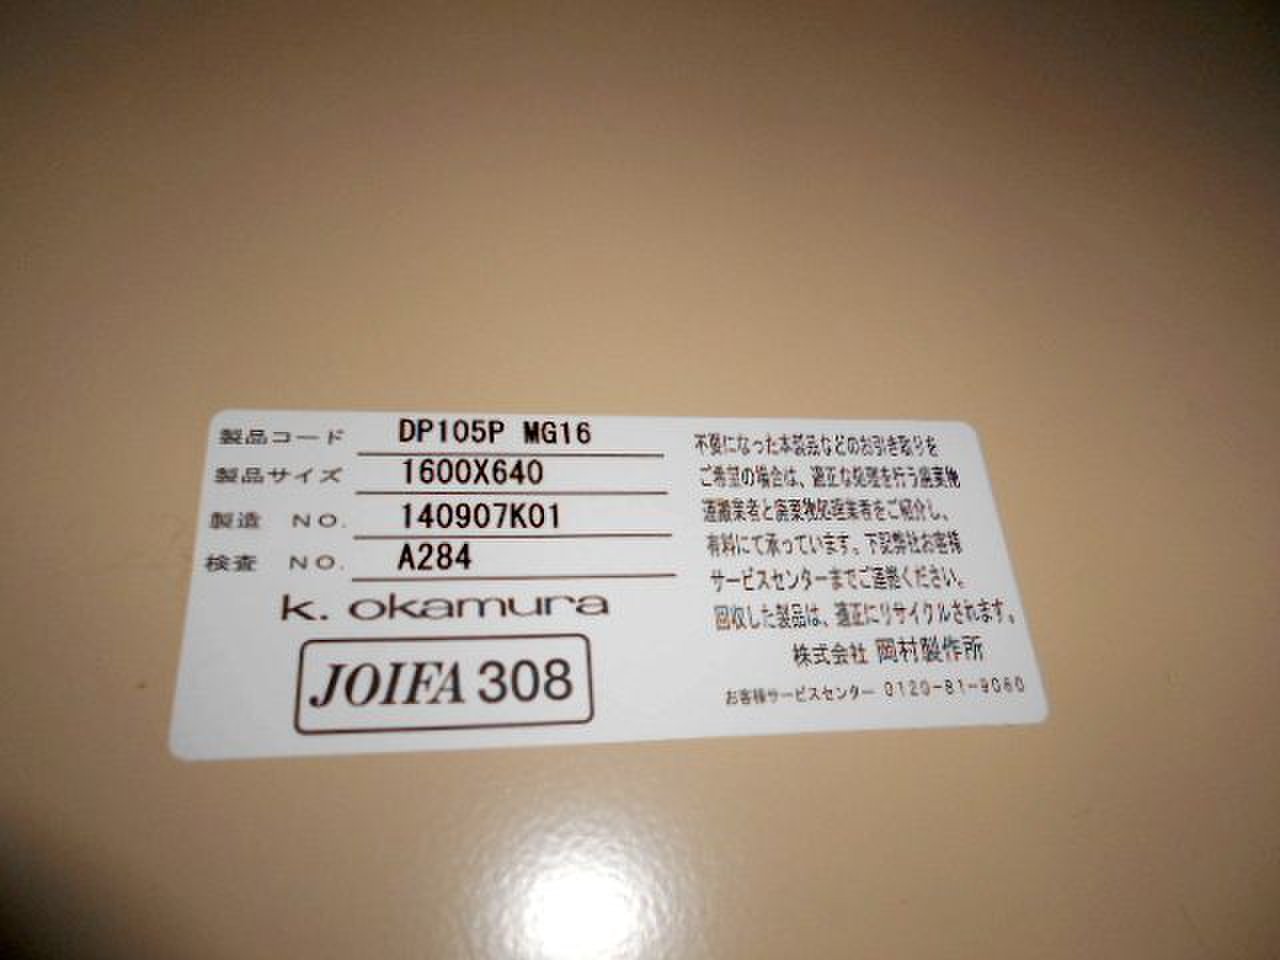 製品コード DP105P MG16
製品サイズ 1600X640
製造 NO. 140907K01
検査 NO. A284
k. okamura
JOIFA 308
不要になった本製品などのお引き取りを
ご希望の場合は、適正な処理を行う廃棄物
運搬業者と廃棄物処理業者をご紹介し、
有料にて承っています。下記弊社お客様
サービスセンターまでご連絡ください。
回収した製品は、適正にリサイクルされます。
株式会社 岡村製作所
お客様サービスセンター 0120-81-9060